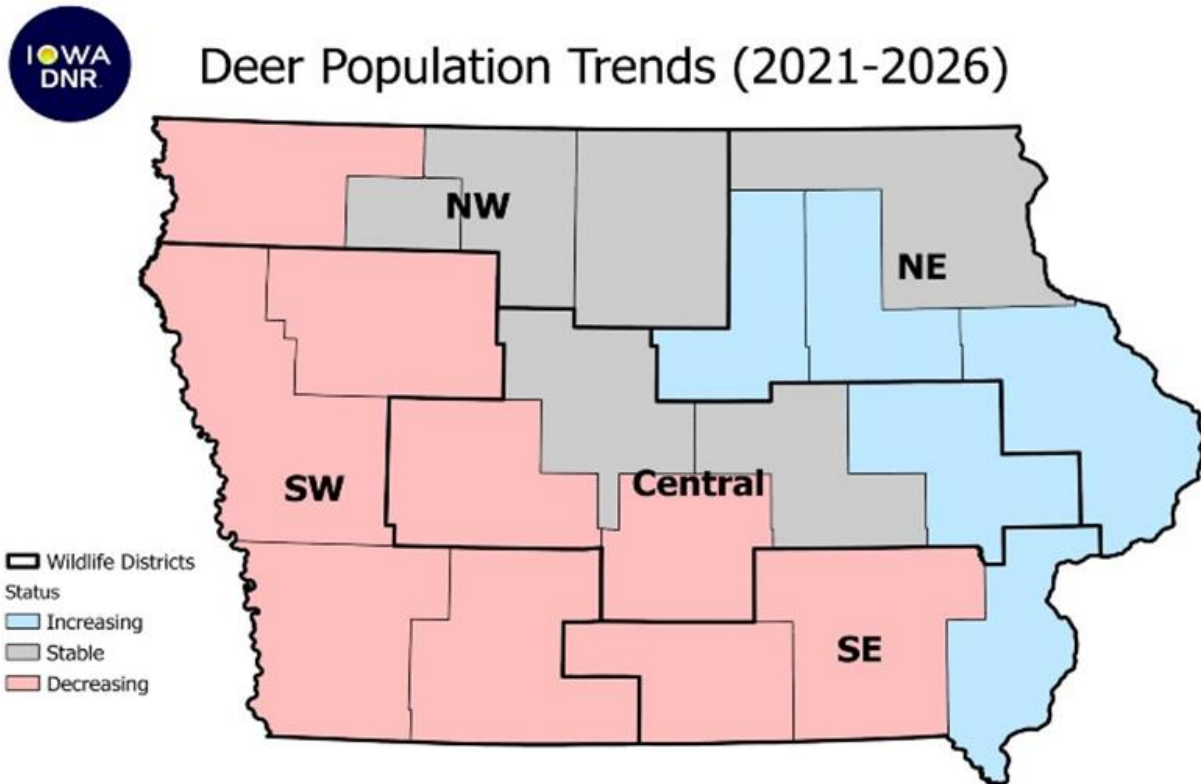 IOWA
DNR
Deer Population Trends (2021-2026)
NW
NE
SW
Central
SE
Wildlife Districts
Status
Increasing
Stable
Decreasing